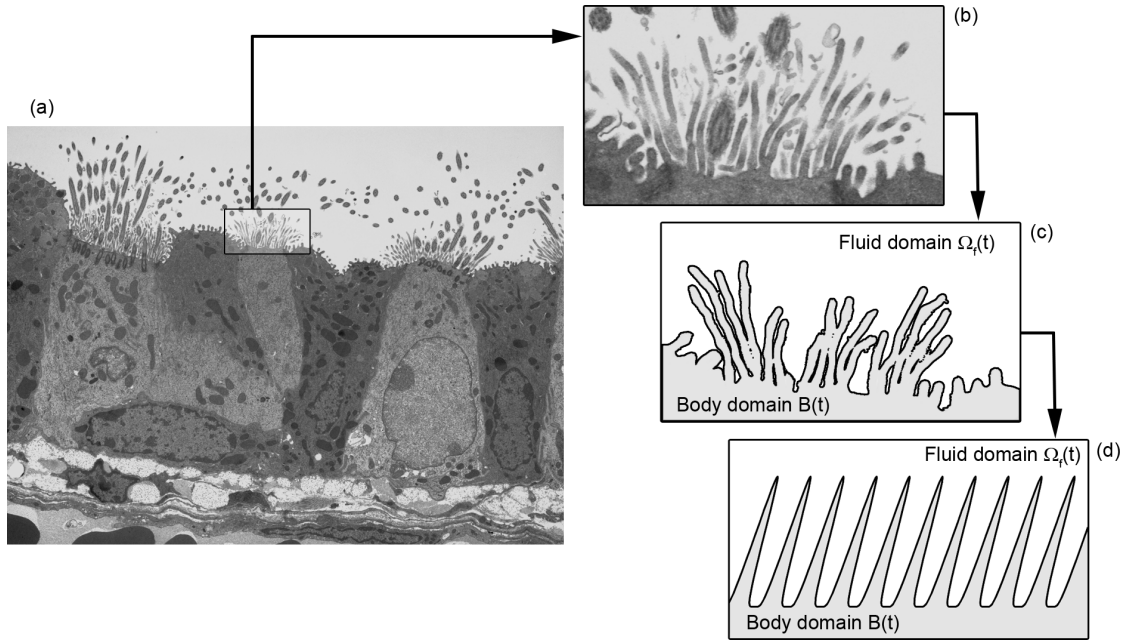 (a)
(b)
Fluid domain Ωf(t)
(c)
Body domain B(t)
Fluid domain Ωf(t)
(d)
Body domain B(t)